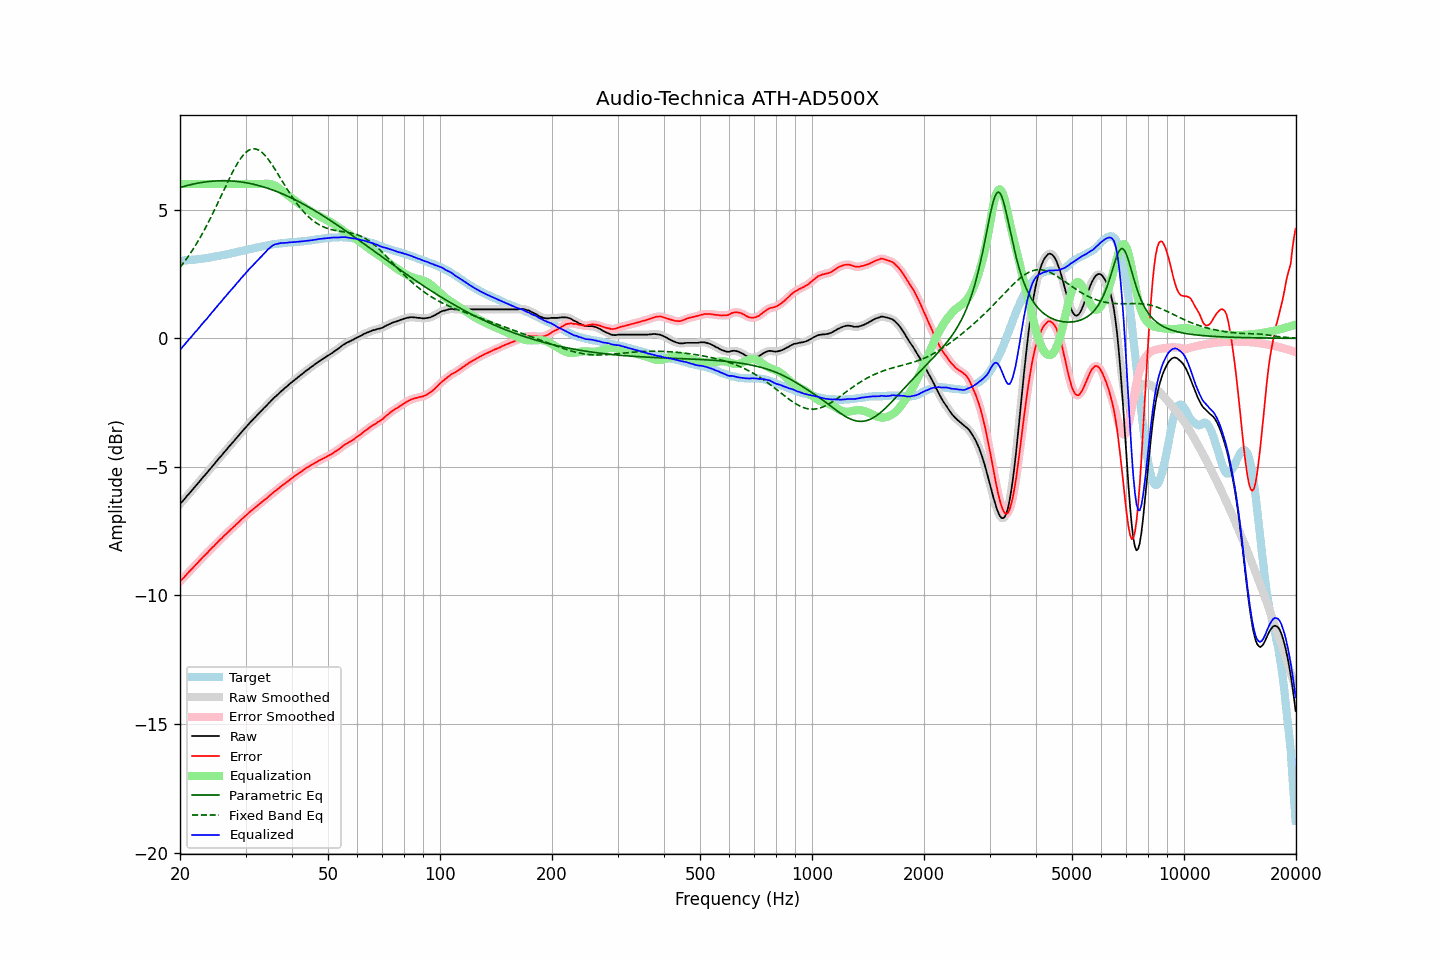 Audio-Technica ATH-AD500X
Amplitude (dBr)
5
0
−5
−10
−15
−20
20
50
100
200
500
1000
2000
5000
10000
20000
Frequency (Hz)
Target
Raw Smoothed
Error Smoothed
Raw
Error
Equalization
Parametric Eq
Fixed Band Eq
Equalized